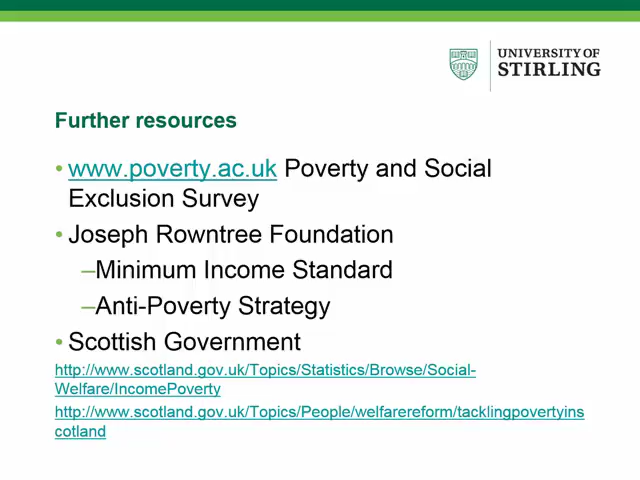 UNIVERSITY OF
STIRLING
Further resources
• www.poverty.ac.uk Poverty and Social
Exclusion Survey
• Joseph Rowntree Foundation
–Minimum Income Standard
–Anti-Poverty Strategy
• Scottish Government
http://www.scotland.gov.uk/Topics/Statistics/Browse/Social-
Welfare/IncomePoverty
http://www.scotland.gov.uk/Topics/People/welfarereform/tacklingpovertyins
cotland